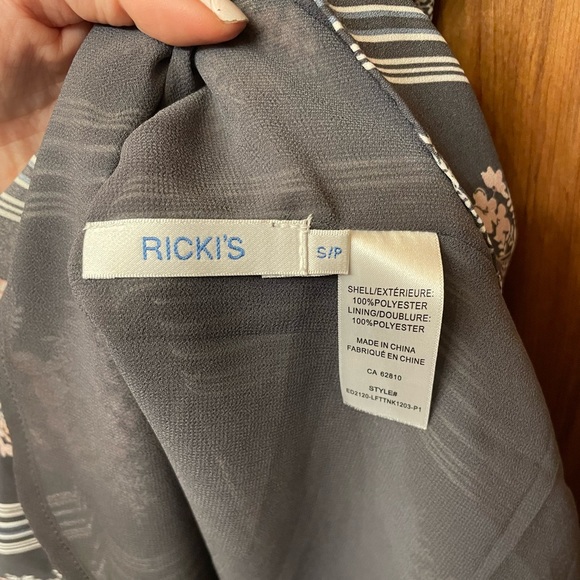 RICKI'S
S/P
SHELL/EXTÉRIEURE:
100%POLYESTER
LINING/DOUBLURE:
100%POLYESTER
MADE IN CHINA
FABRIQUÉ EN CHINE
CA 62810
STYLE#
ED2120-LFTTNK1203-P1